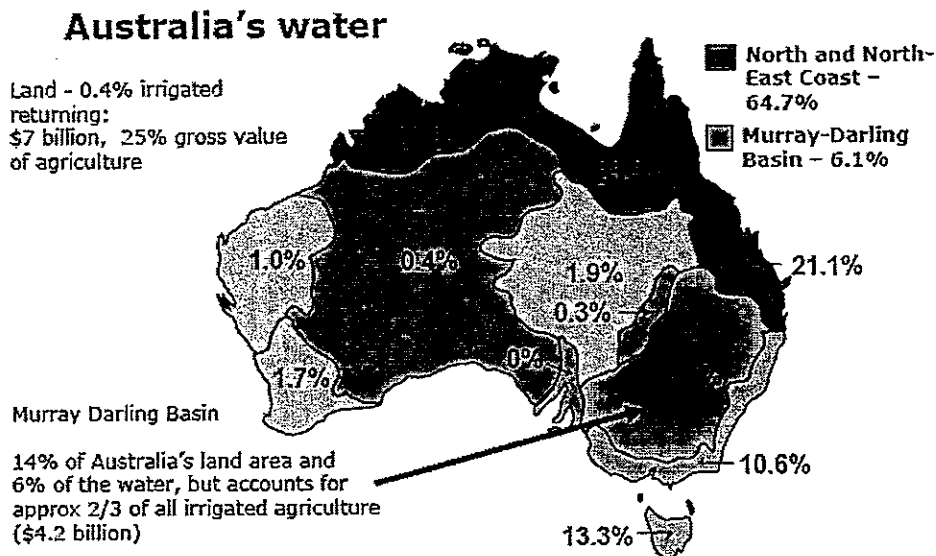 Australia's water
Land - 0.4% irrigated
returning:
$7 billion, 25% gross value
of agriculture
North and North-
East Coast –
64.7%
Murray-Darling
Basin – 6.1%
1.0%
0.4%
1.9%
21.1%
0.3%
0%
1.7%
Murray Darling Basin
14% of Australia's land area and
6% of the water, but accounts for
approx 2/3 of all irrigated agriculture
($4.2 billion)
10.6%
13.3%